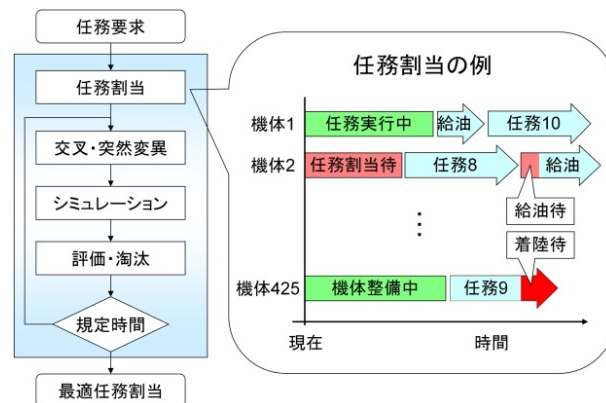 任務要求
任務割当
交叉・突然変異
シミュレーション
評価・淘汰
規定時間
最適任務割当
任務割当の例
機体1
任務実行中
給油
任務10
機体2
任務割当待
任務8
給油
給油待
着陸待
機体425
機体整備中
任務9
現在
時間